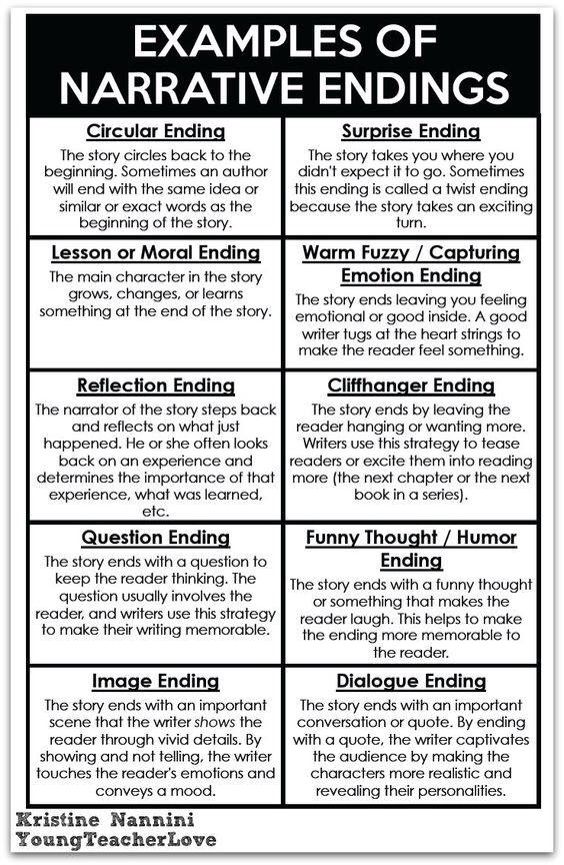 EXAMPLES OF
NARRATIVE ENDINGS
Circular Ending
The story circles back to the
beginning. Sometimes an author
will end with the same idea or
similar or exact words as the
beginning of the story.
Surprise Ending
The story takes you where you
didn't expect it to go. Sometimes
this ending is called a twist ending
because the story takes an exciting
turn.
Lesson or Moral Ending
The main character in the story
grows, changes, or learns
something at the end of the story.
Warm Fuzzy / Capturing
Emotion Ending
The story ends leaving you feeling
emotional or good inside. A good
writer tugs at the heart strings to
make the reader feel something.
Reflection Ending
The narrator of the story steps back
and reflects on what just
happened. He or she often looks
back on an experience and
determines the importance of that
experience, what was learned,
etc.
Cliffhanger Ending
The story ends by leaving the
reader hanging or wanting more.
Writers use this strategy to tease
readers or excite them into reading
more (the next chapter or the next
book in a series).
Question Ending
The story ends with a question to
keep the reader thinking. The
question usually involves the
reader, and writers use this strategy
to make their writing memorable.
Funny Thought / Humor
Ending
The story ends with a funny thought
or something that makes the
reader laugh. This helps to make
the ending more memorable to
the reader.
Image Ending
The story ends with an important
scene that the writer shows the
reader through vivid details. By
showing and not telling, the writer
touches the reader's emotions and
conveys a mood.
Dialogue Ending
The story ends with an important
conversation or quote. By ending
with a quote, the writer captivates
the audience by making the
characters more realistic and
revealing their personalities.
Kristine Nannini
YoungTeacherLove